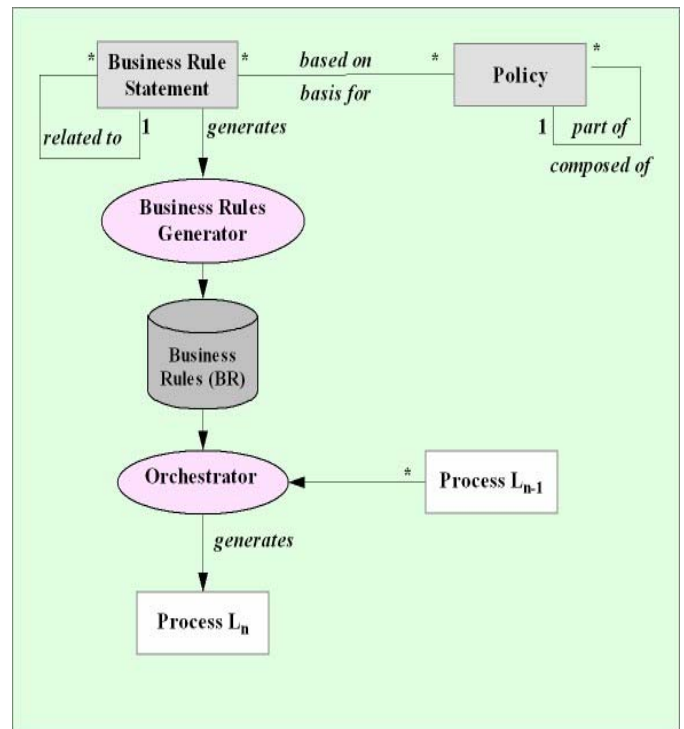 * Business Rule * based on * Policy *
Statement basis for
related to 1 generates 1 part of
composed of
Business Rules
Generator
Business
Rules (BR)
Orchestrator * Process Ln-1
generates
Process Ln